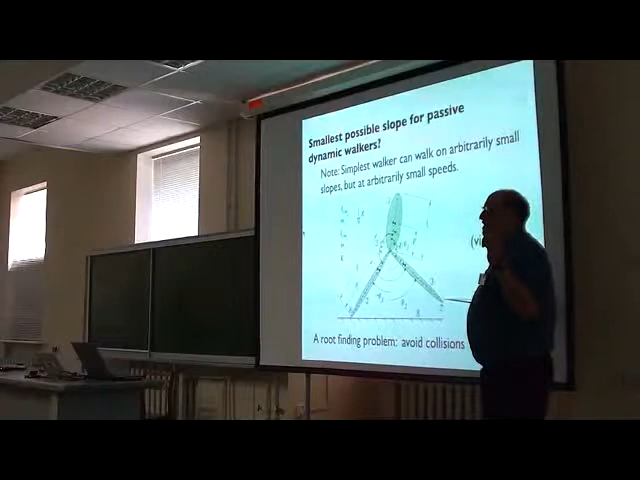 Smallest possible slope for passive
dynamic walkers?
Note: Simplest walker can walk on arbitrarily small
slopes, but at arbitrarily small speeds.
A root finding problem: avoid collisions